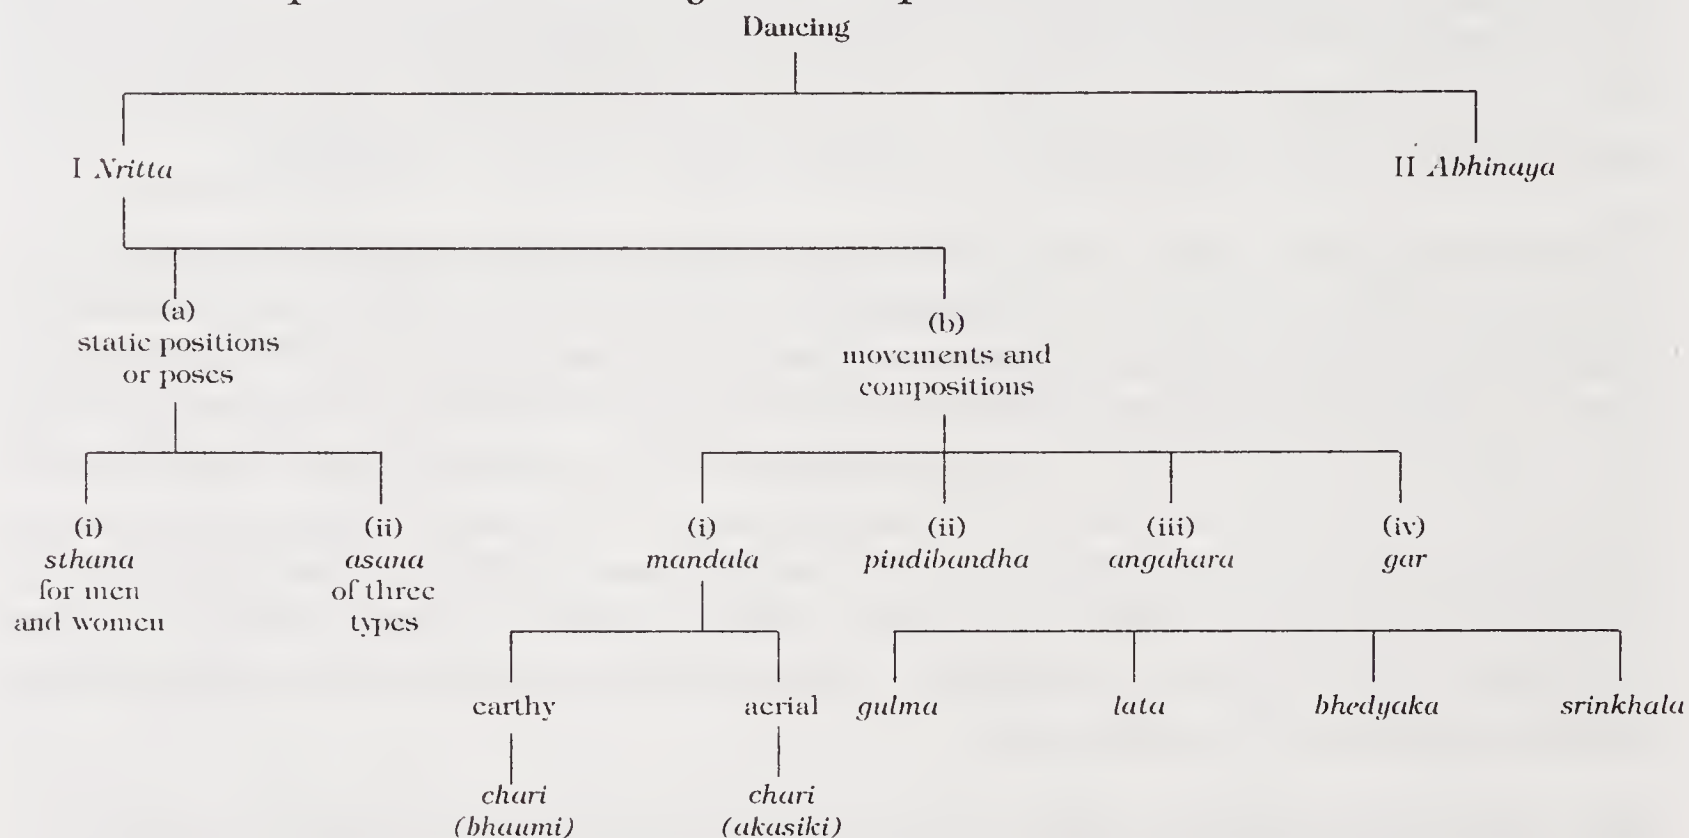 Dancing
I Nritta
II Abhinaya
(a)
static positions
or poses
(b)
movements and
compositions
(i)
sthana
for men
and women
(ii)
asana
of three
types
(i)
mandala
(ii)
pindibandha
(iii)
angahara
(iv)
gar
earthy
aerial
gulma
lata
bhedyaka
srinkhala
chari
(bhaumi)
chari
(akasiki)